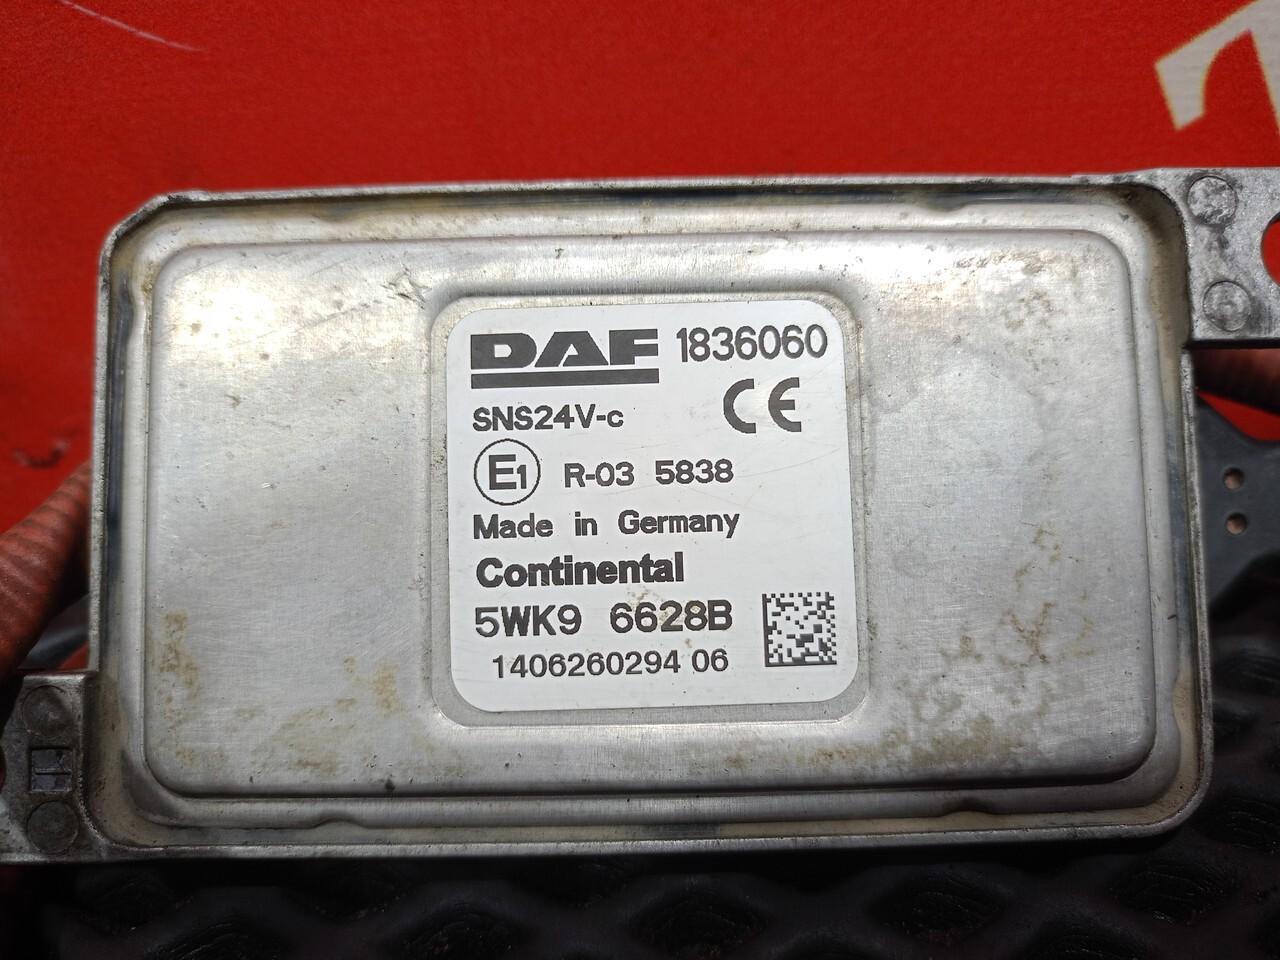 DAF 1836060
SNS24V-c CE
E1 R-03 5838
Made in Germany
Continental
5WK9 6628B
1406260294 06